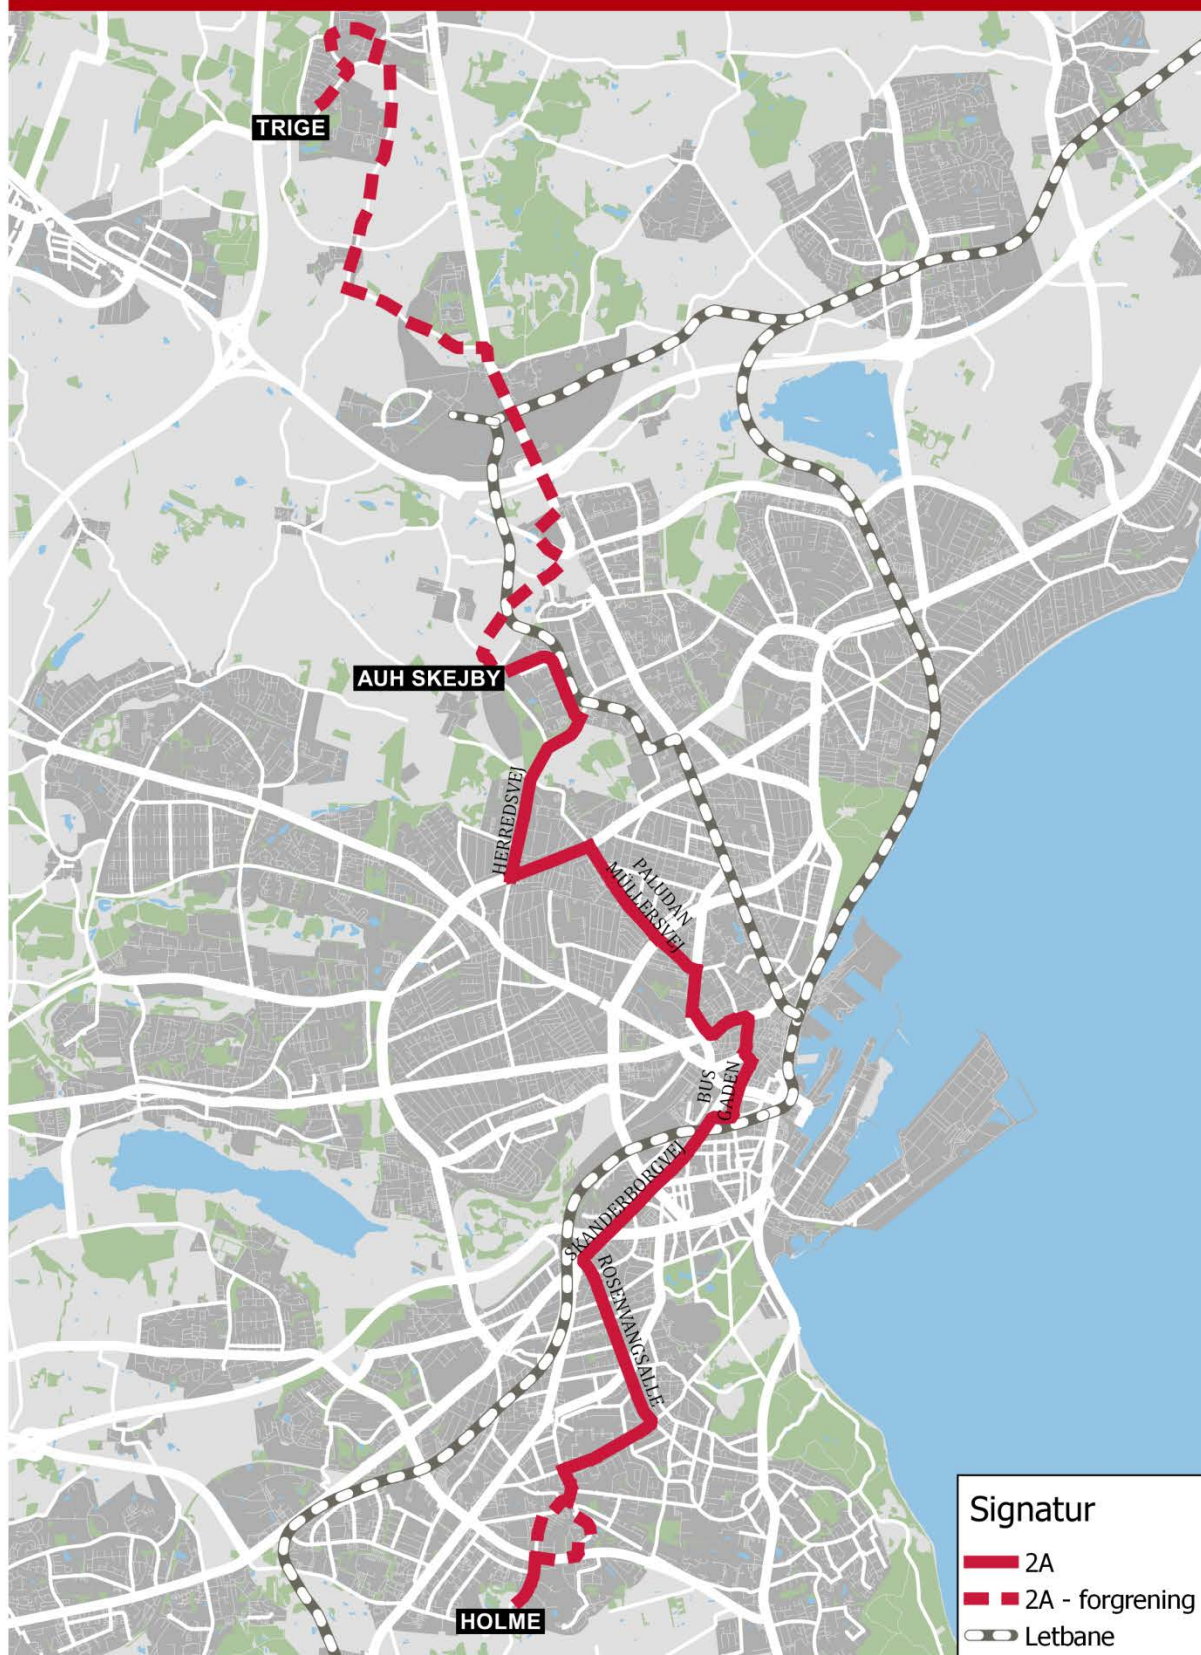 TRIGE
AUH SKEJBY
HERREDSVEJ
PALUDAN
MÜLLERSVEJ
BUS
GADEN
SKANDERBORGVEJ
ROSENVANGSALLE
HOLME
Signatur
2A
2A - forgrening
Letbane